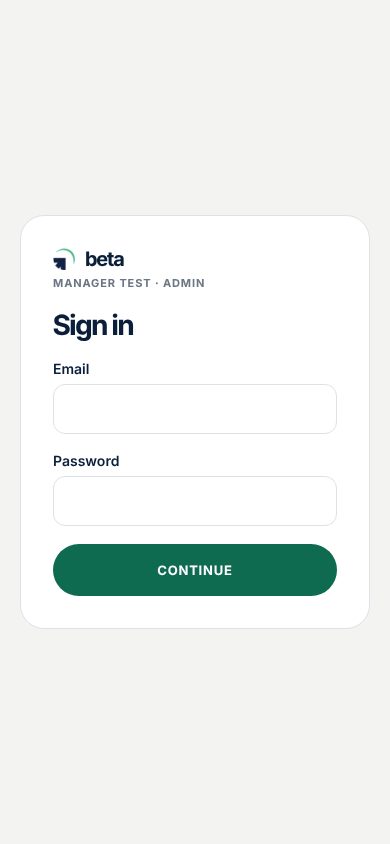 beta
MANAGER TEST · ADMIN
Sign in
Email
Password
CONTINUE